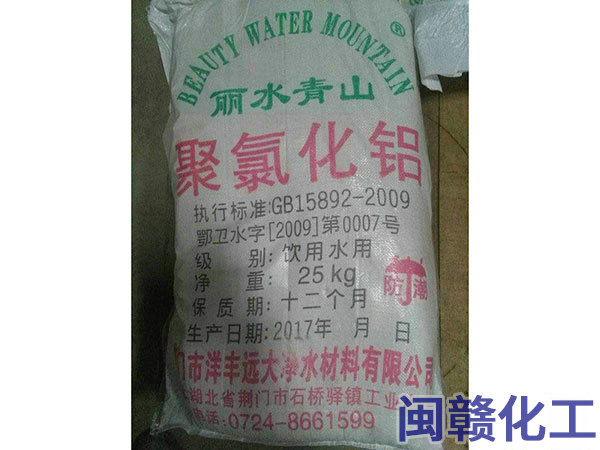 BEAUTY WATER MOUNTAIN ®
丽水青山
聚氯化铝
执行标准:GB15892-2009
鄂卫水字[2009]第0007号
级 别: 饮用水用
净 重: 25kg
保 质 期: 十二个月
生产日期: 2017年 月 日
防潮
门市洋丰远大净水材料有限公司
湖北省荆门市石桥驿镇工业
电话:0724-8661599
闽赣化工